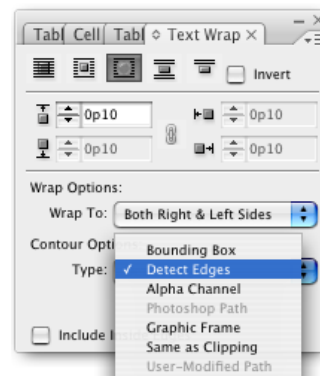 Tabl Cell Tabl Text Wrap
Invert
0p10 0p10
0p10 0p10
Wrap Options:
Wrap To: Both Right & Left Sides
Contour Opti
Type:
Bounding Box
✓ Detect Edges
Alpha Channel
Photoshop Path
Graphic Frame
Include
Same as Clipping
User-Modified Path